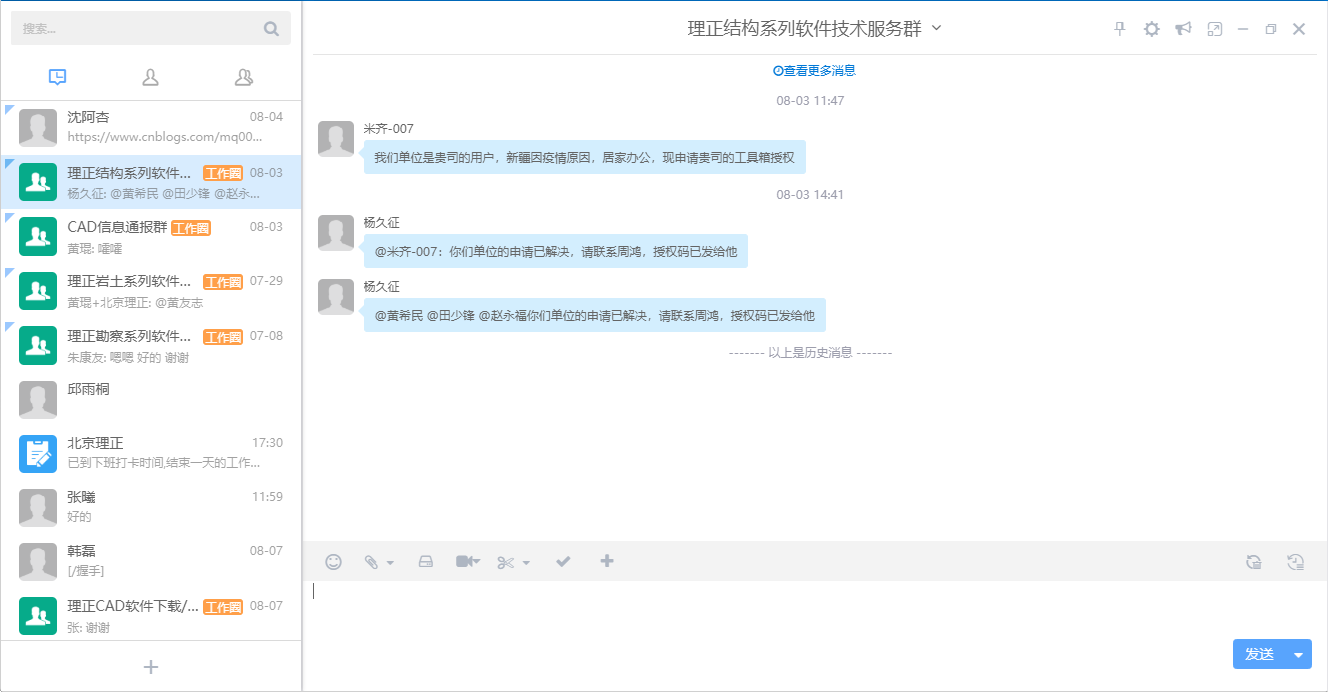 搜索...
沈阿杏 08-04
https://www.cnblogs.com/mq00...
理正结构系列软件... 工作圈 08-03
杨久征: @黄希民 @田少锋 @赵永...
CAD信息通报群 工作圈 08-03
黄琨: 嚯嚯
理正岩土系列软件... 工作圈 07-29
黄琨+北京理正: @黄友志
理正勘察系列软件... 工作圈 07-08
朱康友: 嗯嗯 好的 谢谢
邱雨桐
北京理正 17:30
已到下班打卡时间,结束一天的工作...
张曦 11:59
好的
韩磊 08-07
[/握手]
理正CAD软件下载/... 工作圈 08-07
张: 谢谢
理正结构系列软件技术服务群
查看更多消息
08-03 11:47
米齐-007
我们单位是贵司的用户，新疆因疫情原因，居家办公，现申请贵司的工具箱授权
08-03 14:41
杨久征
@米齐-007：你们单位的申请已解决，请联系周鸿，授权码已发给他
杨久征
@黄希民 @田少锋 @赵永福你们单位的申请已解决，请联系周鸿，授权码已发给他
------- 以上是历史消息 -------
发送